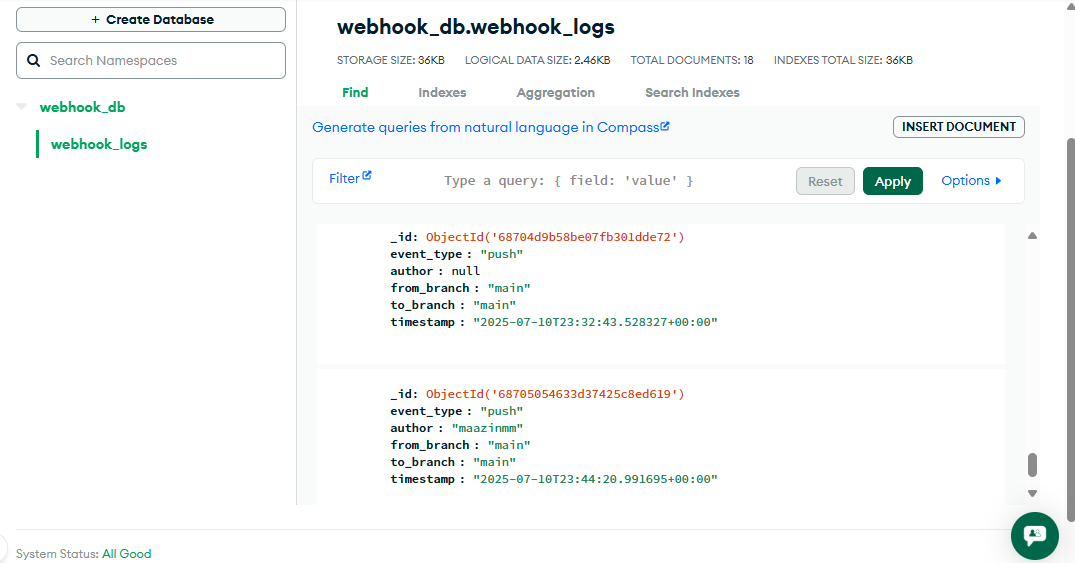 + Create Database
Search Namespaces
webhook_db
webhook_logs
webhook_db.webhook_logs
STORAGE SIZE: 36KB LOGICAL DATA SIZE: 2.46KB TOTAL DOCUMENTS: 18 INDEXES TOTAL SIZE: 36KB
Find Indexes Aggregation Search Indexes
Generate queries from natural language in Compass
INSERT DOCUMENT
Filter Type a query: { field: 'value' } Reset Apply Options
_id: ObjectId('68704d9b58be07fb301dde72')
event_type : "push"
author : null
from_branch : "main"
to_branch : "main"
timestamp : "2025-07-10T23:32:43.528327+00:00"
_id: ObjectId('68705054633d37425c8ed619')
event_type : "push"
author : "maazinmm"
from_branch : "main"
to_branch : "main"
timestamp : "2025-07-10T23:44:20.991695+00:00"
System Status: All Good